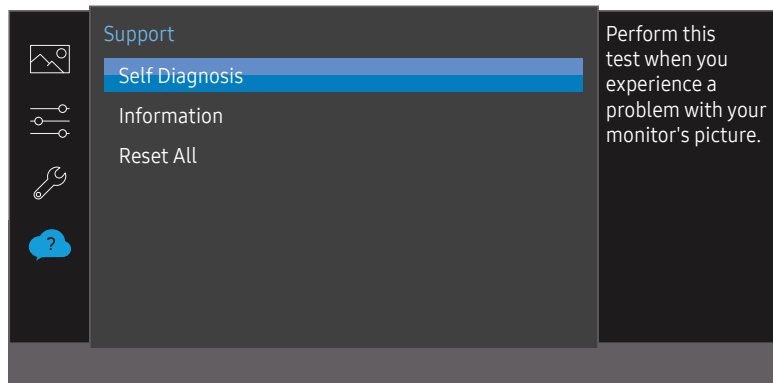 Support
Self Diagnosis
Information
Reset All
Perform this
test when you
experience a
problem with your
monitor's picture.
?